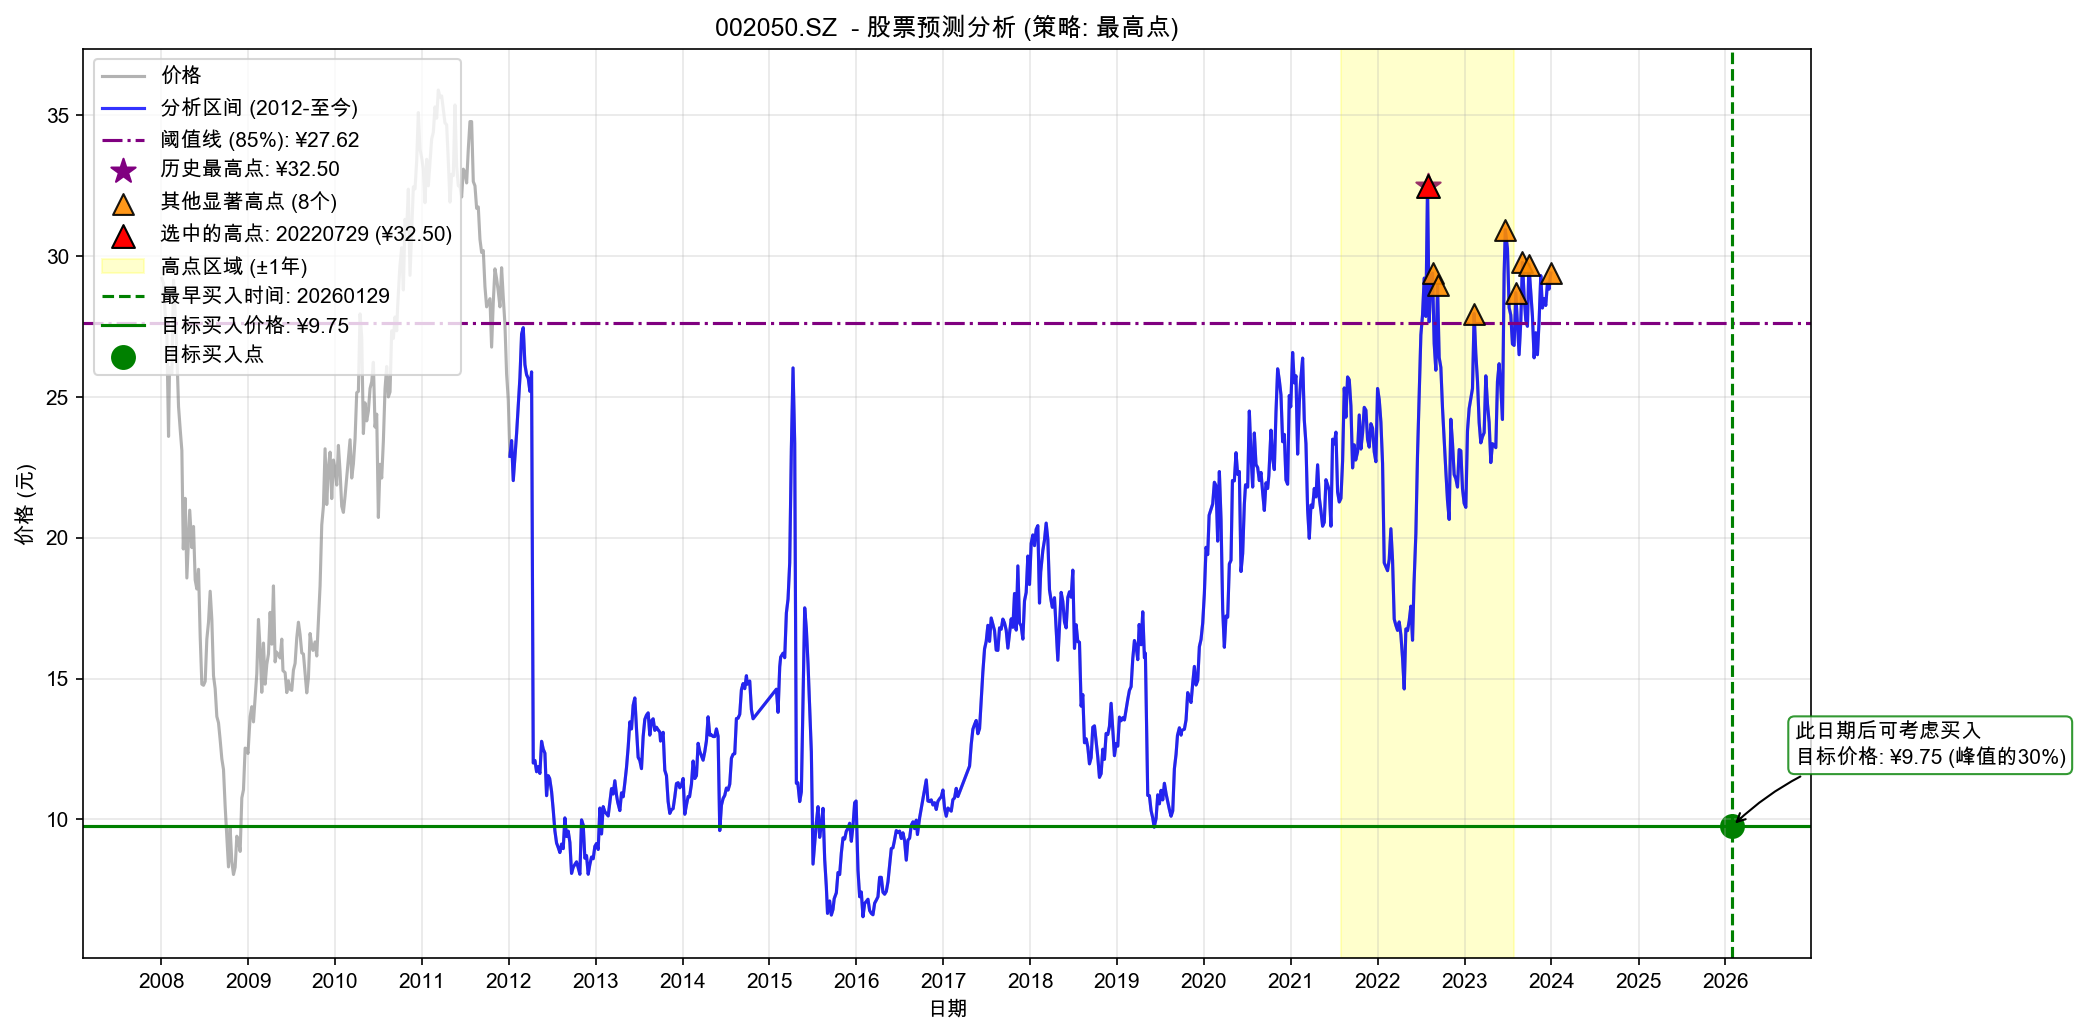 002050.SZ - 股票预测分析 (策略: 最高点)
价格
分析区间 (2012-至今)
阈值线 (85%): ¥27.62
历史最高点: ¥32.50
其他显著高点 (8个)
选中的高点: 20220729 (¥32.50)
高点区域 (±1年)
最早买入时间: 20260129
目标买入价格: ¥9.75
目标买入点
价格 (元)
35
30
25
20
15
10
此日期后可考虑买入
目标价格: ¥9.75 (峰值的30%)
2008 2009 2010 2011 2012 2013 2014 2015 2016 2017 2018 2019 2020 2021 2022 2023 2024 2025 2026
日期